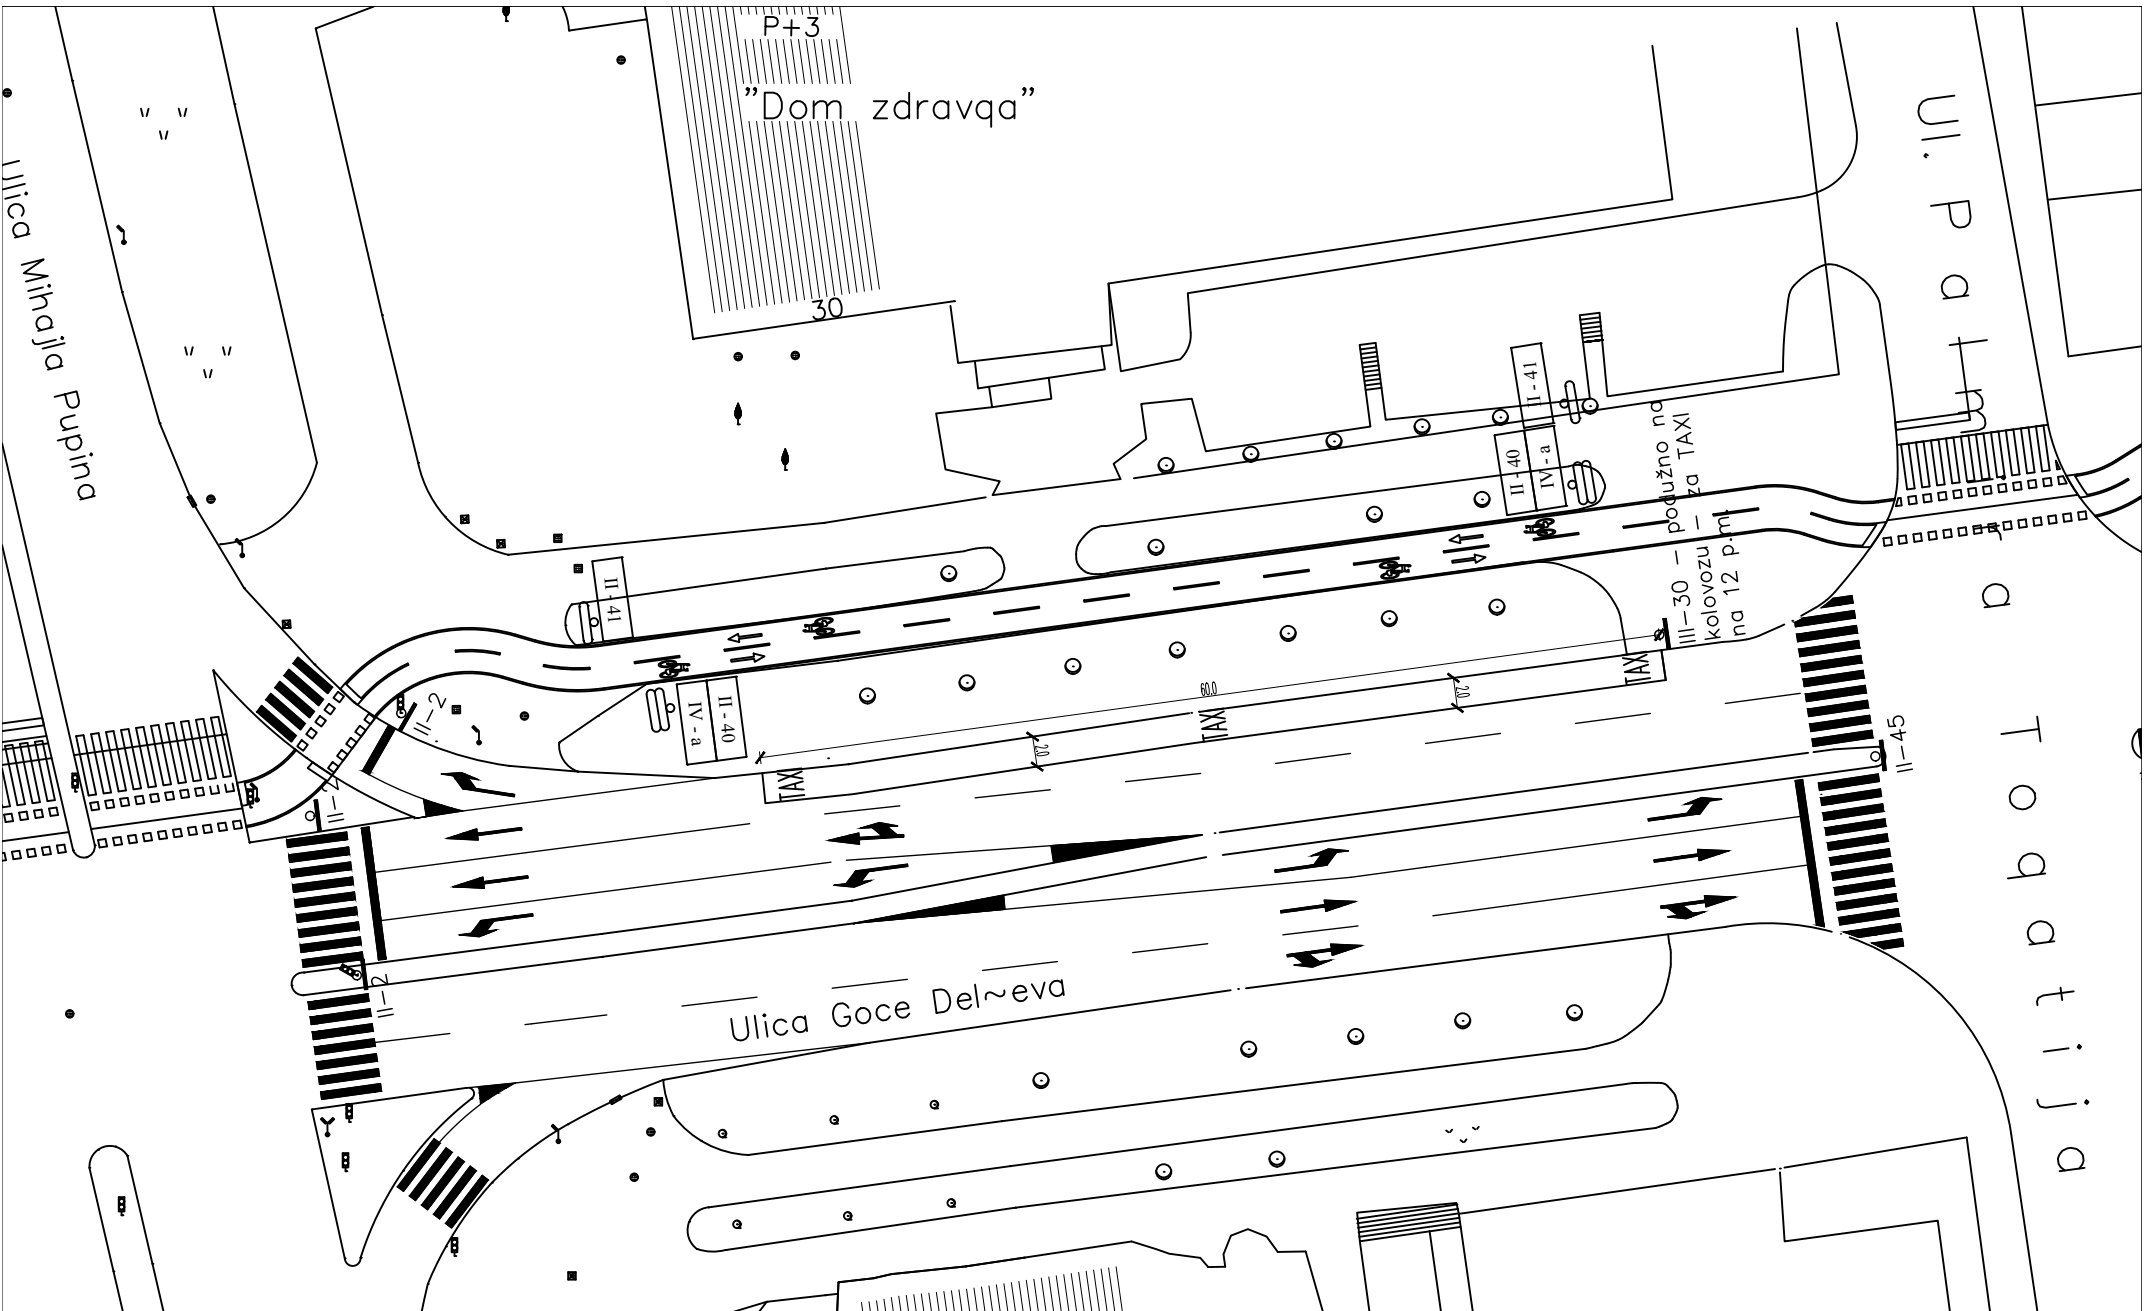 P+3
"Dom zdravqa"
30
Ulica Mihajla Pupina
Ul. Palmira Toqatija
II - 41
II - 40
IV - a
II - 41
III-30 - podužno na
kolovozu - za TAXI
na 12 p.m.
II-2
IV - a
II - 40
60.0
2.0
2.0
TAXI
TAXI
TAXI
II-45
II-2
II-2
Ulica Goce Del~eva